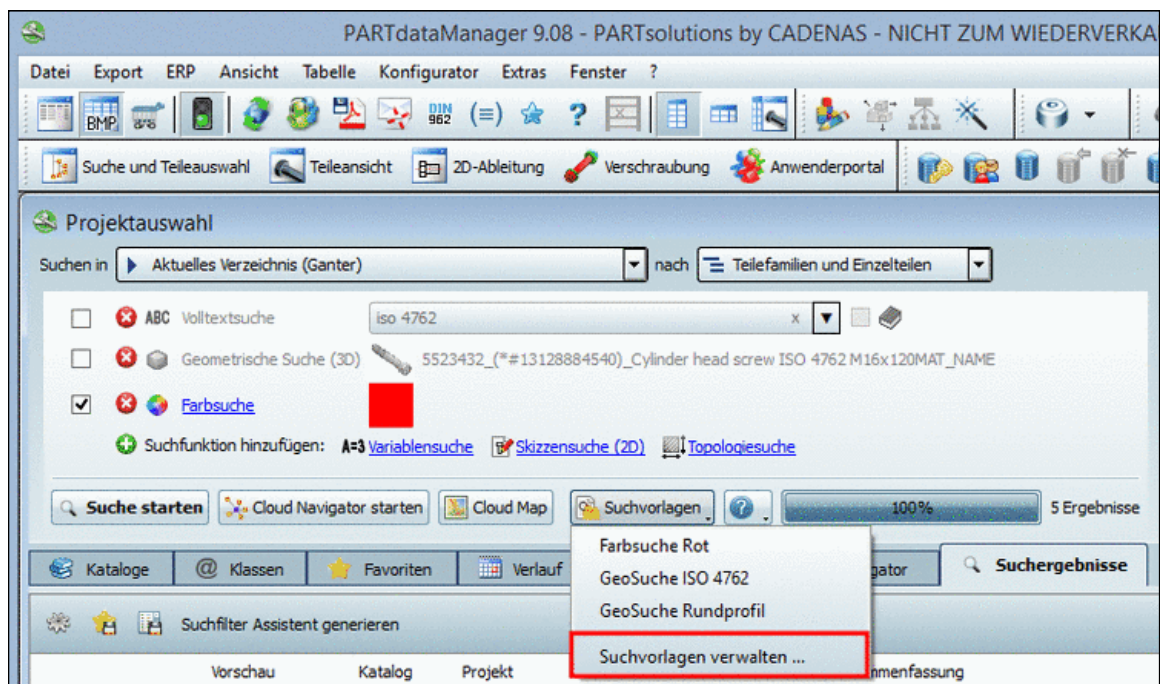 PARTdataManager 9.08 - PARTsolutions by CADENAS - NICHT ZUM WIEDERVERKA
Datei Export ERP Ansicht Tabelle Konfigurator Extras Fenster ?
BMP DIN 962 (=) ?
Suche und Teileauswahl Teileansicht 2D-Ableitung Verschraubung Anwenderportal
Projektauswahl
Suchen in Aktuelles Verzeichnis (Ganter) nach Teilefamilien und Einzelteilen
ABC Volltextsuche iso 4762 x
Geometrische Suche (3D) 5523432_(*#13128884540)_Cylinder head screw ISO 4762 M16x120MAT_NAME
Farbsuche
Suchfunktion hinzufügen: A=3 Variablensuche Skizzensuche (2D) Topologiesuche
Suche starten Cloud Navigator starten Cloud Map Suchvorlagen ? 100% 5 Ergebnisse
Farbsuche Rot
GeoSuche ISO 4762
GeoSuche Rundprofil
Suchvorlagen verwalten ...
Kataloge @ Klassen Favoriten Verlauf gator Suchergebnisse
Suchfilter Assistent generieren
Vorschau Katalog Projekt mmenfassung